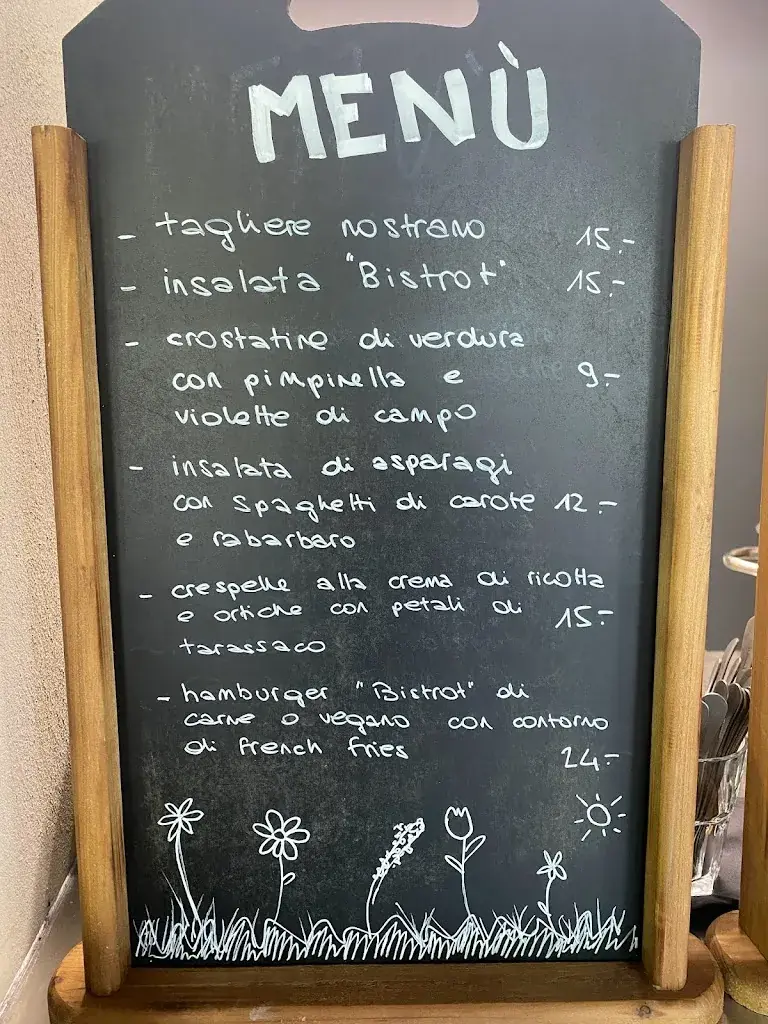 MENÙ
- tagliere nostrano 15.-
- insalata "Bistrot" 15.-
- crostatine di verdura
con pimpinella e 9.-
violette di campo
- insalata di asparagi
con spaghetti di carote 12.-
e rabarbaro
- crespelle alla crema di ricotta
e ortiche con petali di 15.-
tarassaco
- hamburger "Bistrot" di
carne o vegano con contorno
di french fries
24.-